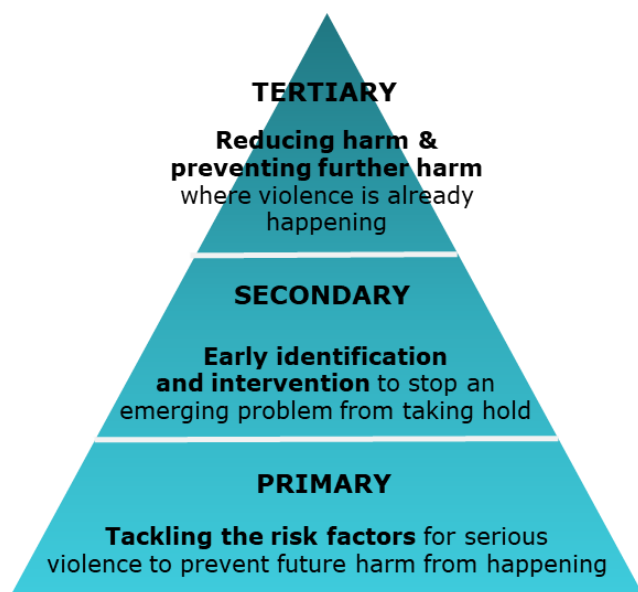 TERTIARY
Reducing harm &
preventing further harm
where violence is already
happening
SECONDARY
Early identification
and intervention to stop an
emerging problem from taking hold
PRIMARY
Tackling the risk factors for serious
violence to prevent future harm from happening